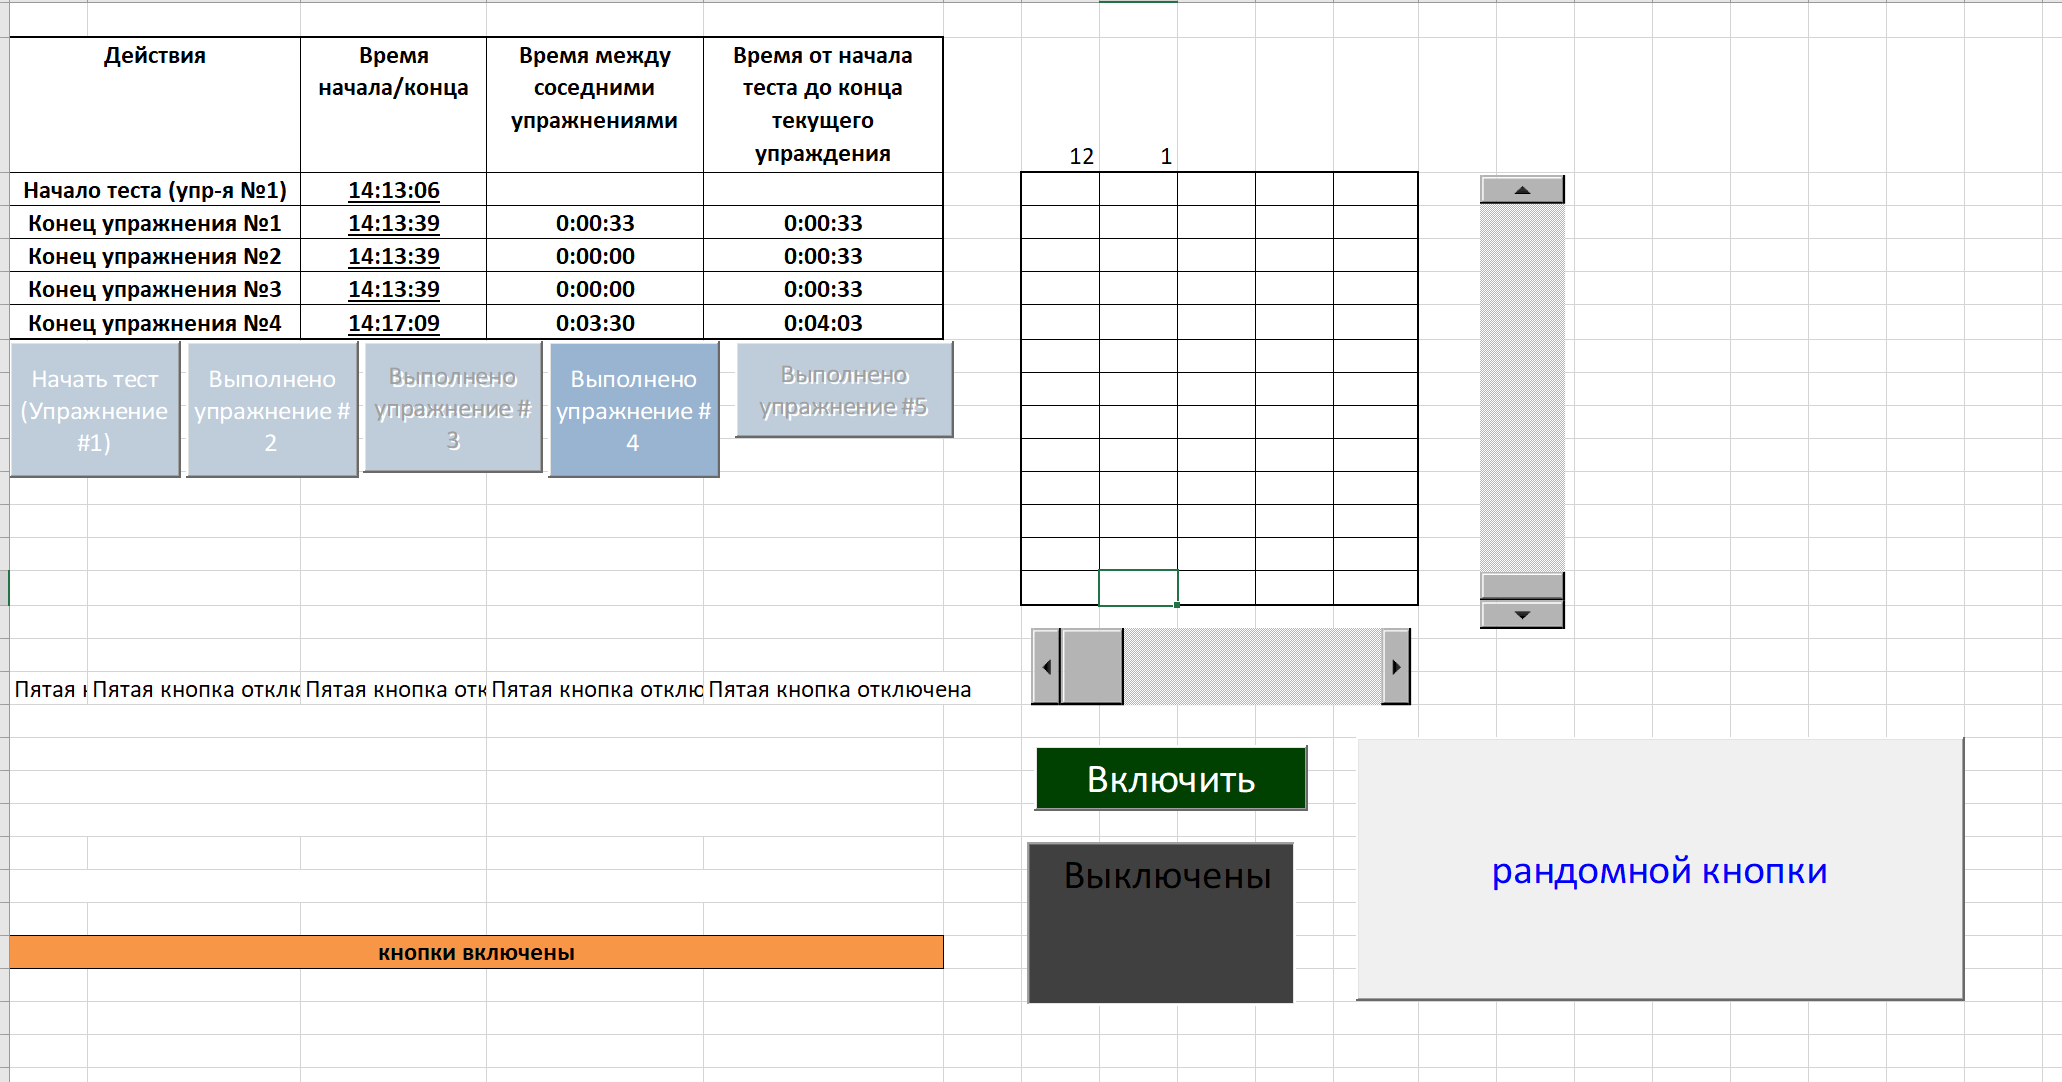 Действия
Время
начала/конца
Время между
соседними
упражнениями
Время от начала
теста до конца
текущего
упраждения
12 1
Начало теста (упр-я №1) 14:13:06
Конец упражнения №1 14:13:39 0:00:33 0:00:33
Конец упражнения №2 14:13:39 0:00:00 0:00:33
Конец упражнения №3 14:13:39 0:00:00 0:00:33
Конец упражнения №4 14:17:09 0:03:30 0:04:03
Начать тест
(Упражнение
#1)
Выполнено
упражнение #
2
Выполнено
упражнение #
3
Выполнено
упражнение #
4
Выполнено
упражнение #5
Пятая к Пятая кнопка отклю Пятая кнопка отк Пятая кнопка отклю Пятая кнопка отключена
Включить
Выключены
рандомной кнопки
кнопки включены